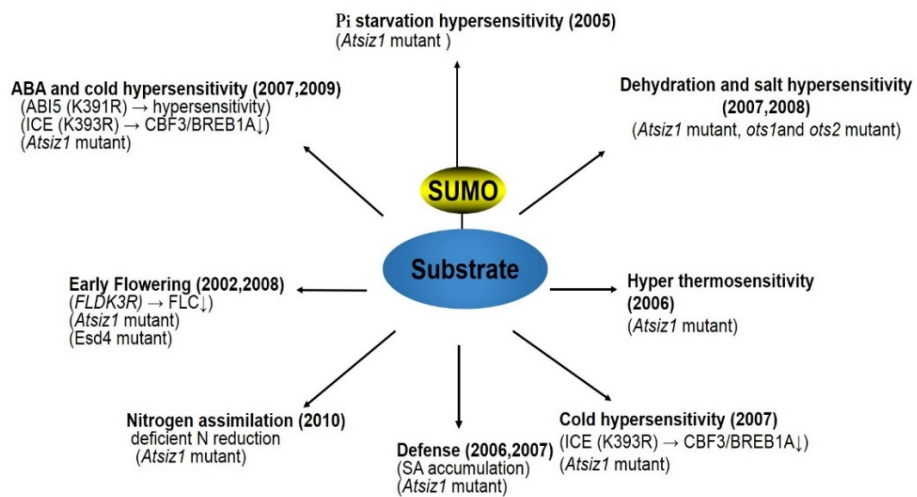 Pi starvation hypersensitivity (2005)
(Atsiz1 mutant )
ABA and cold hypersensitivity (2007,2009)
(ABI5 (K391R) → hypersensitivity)
(ICE (K393R) → CBF3/BREB1A↓)
(Atsiz1 mutant)
Dehydration and salt hypersensitivity
(2007,2008)
(Atsiz1 mutant, ots1and ots2 mutant)
SUMO
Substrate
Early Flowering (2002,2008)
(FLDK3R) → FLC↓)
(Atsiz1 mutant)
(Esd4 mutant)
Hyper thermosensitivity
(2006)
(Atsiz1 mutant)
Nitrogen assimilation (2010)
deficient N reduction
(Atsiz1 mutant)
Defense (2006,2007)
(SA accumulation)
(Atsiz1 mutant)
Cold hypersensitivity (2007)
(ICE (K393R) → CBF3/BREB1A↓)
(Atsiz1 mutant)